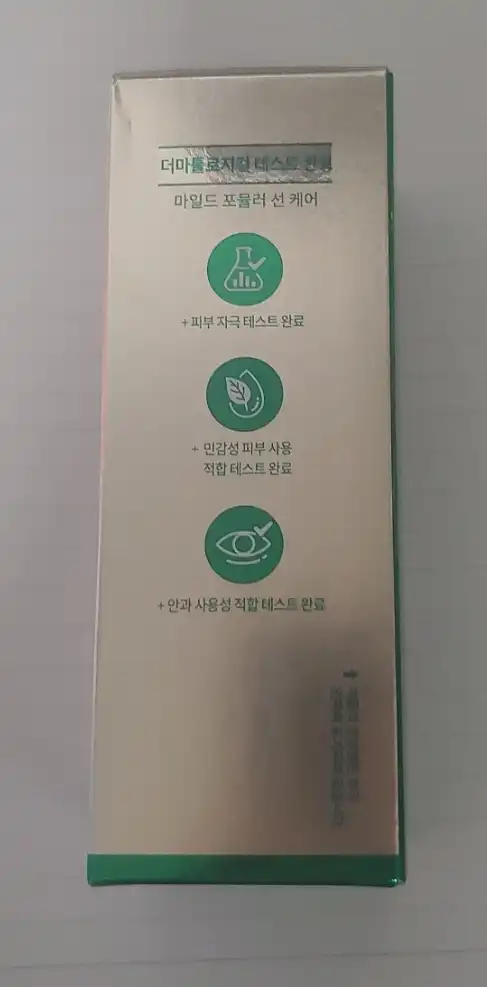 더마톨로지컬 테스트 완료
마일드 포뮬러 선 케어
+ 피부 자극 테스트 완료
+ 민감성 피부 사용
적합 테스트 완료
+ 안과 사용성 적합 테스트 완료